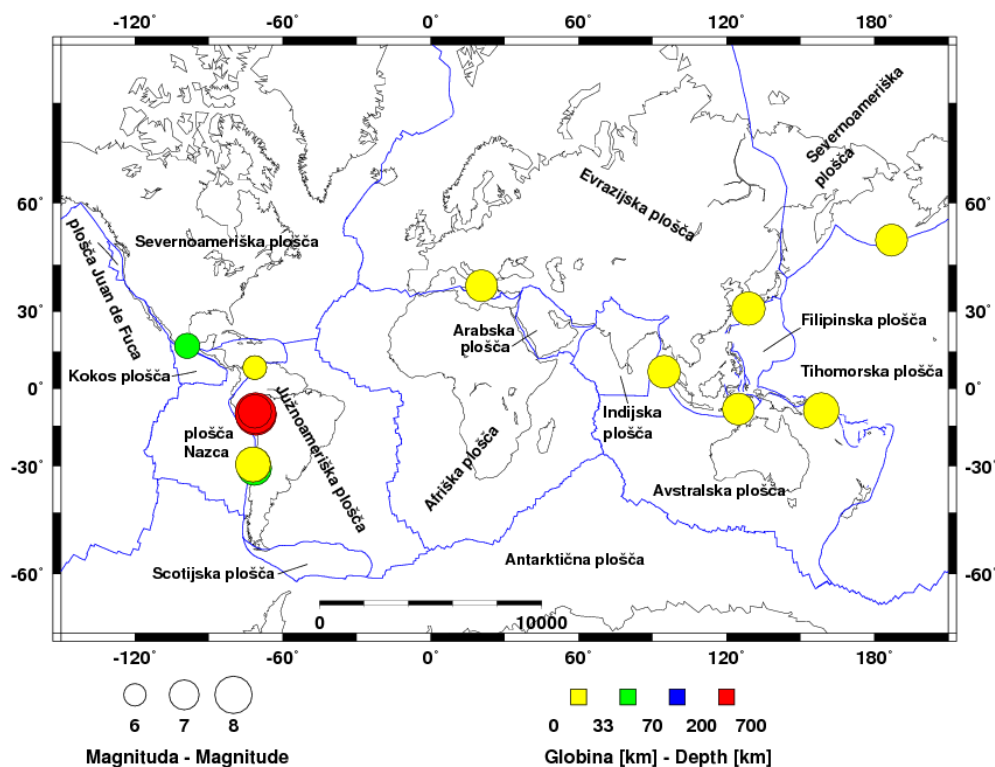 -120° -60° 0° 60° 120° 180°
Severnoameriška
plošča
60° 60°
Evrazijska plošča
Severnoameriška plošča
plošča Juan de Fuca
30° 30°
Arabska
plošča
Filipinska plošča
Kokos plošča
Tihomorska plošča
0° 0°
Južnoameriška plošča
Indijska
plošča
plošča
Nazca
Afriška plošča
-30° -30°
Avstralska plošča
Antarktična plošča
Scotijska plošča
-60° -60°
0 10000
-120° -60° 0° 60° 120° 180°
6 7 8
0 33 70 200 700
Magnituda - Magnitude
Globina [km] - Depth [km]